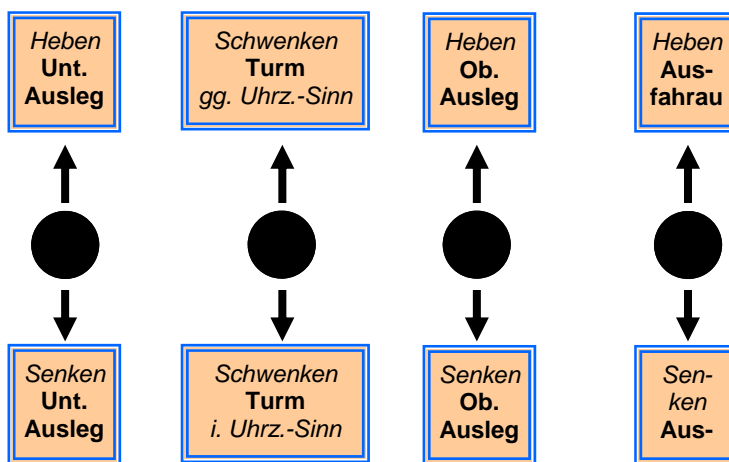 Heben
Unt.
Ausleg
Schwenken
Turm
gg. Uhrz.-Sinn
Heben
Ob.
Ausleg
Heben
Aus-
fahrau
Senken
Unt.
Ausleg
Schwenken
Turm
i. Uhrz.-Sinn
Senken
Ob.
Ausleg
Sen-
ken
Aus-